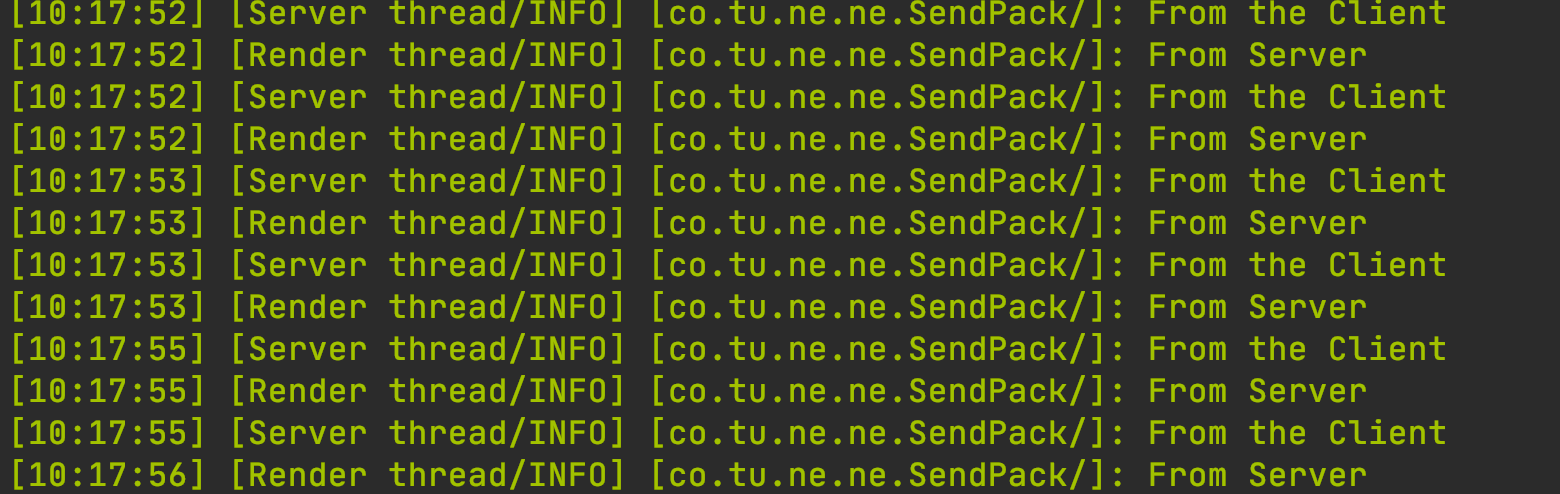 [10:17:52] [Server thread/INFO] [co.tu.ne.ne.SendPack/]: From the Client
[10:17:52] [Render thread/INFO] [co.tu.ne.ne.SendPack/]: From Server
[10:17:52] [Server thread/INFO] [co.tu.ne.ne.SendPack/]: From the Client
[10:17:52] [Render thread/INFO] [co.tu.ne.ne.SendPack/]: From Server
[10:17:53] [Server thread/INFO] [co.tu.ne.ne.SendPack/]: From the Client
[10:17:53] [Render thread/INFO] [co.tu.ne.ne.SendPack/]: From Server
[10:17:53] [Server thread/INFO] [co.tu.ne.ne.SendPack/]: From the Client
[10:17:53] [Render thread/INFO] [co.tu.ne.ne.SendPack/]: From Server
[10:17:55] [Server thread/INFO] [co.tu.ne.ne.SendPack/]: From the Client
[10:17:55] [Render thread/INFO] [co.tu.ne.ne.SendPack/]: From Server
[10:17:55] [Server thread/INFO] [co.tu.ne.ne.SendPack/]: From the Client
[10:17:56] [Render thread/INFO] [co.tu.ne.ne.SendPack/]: From Server